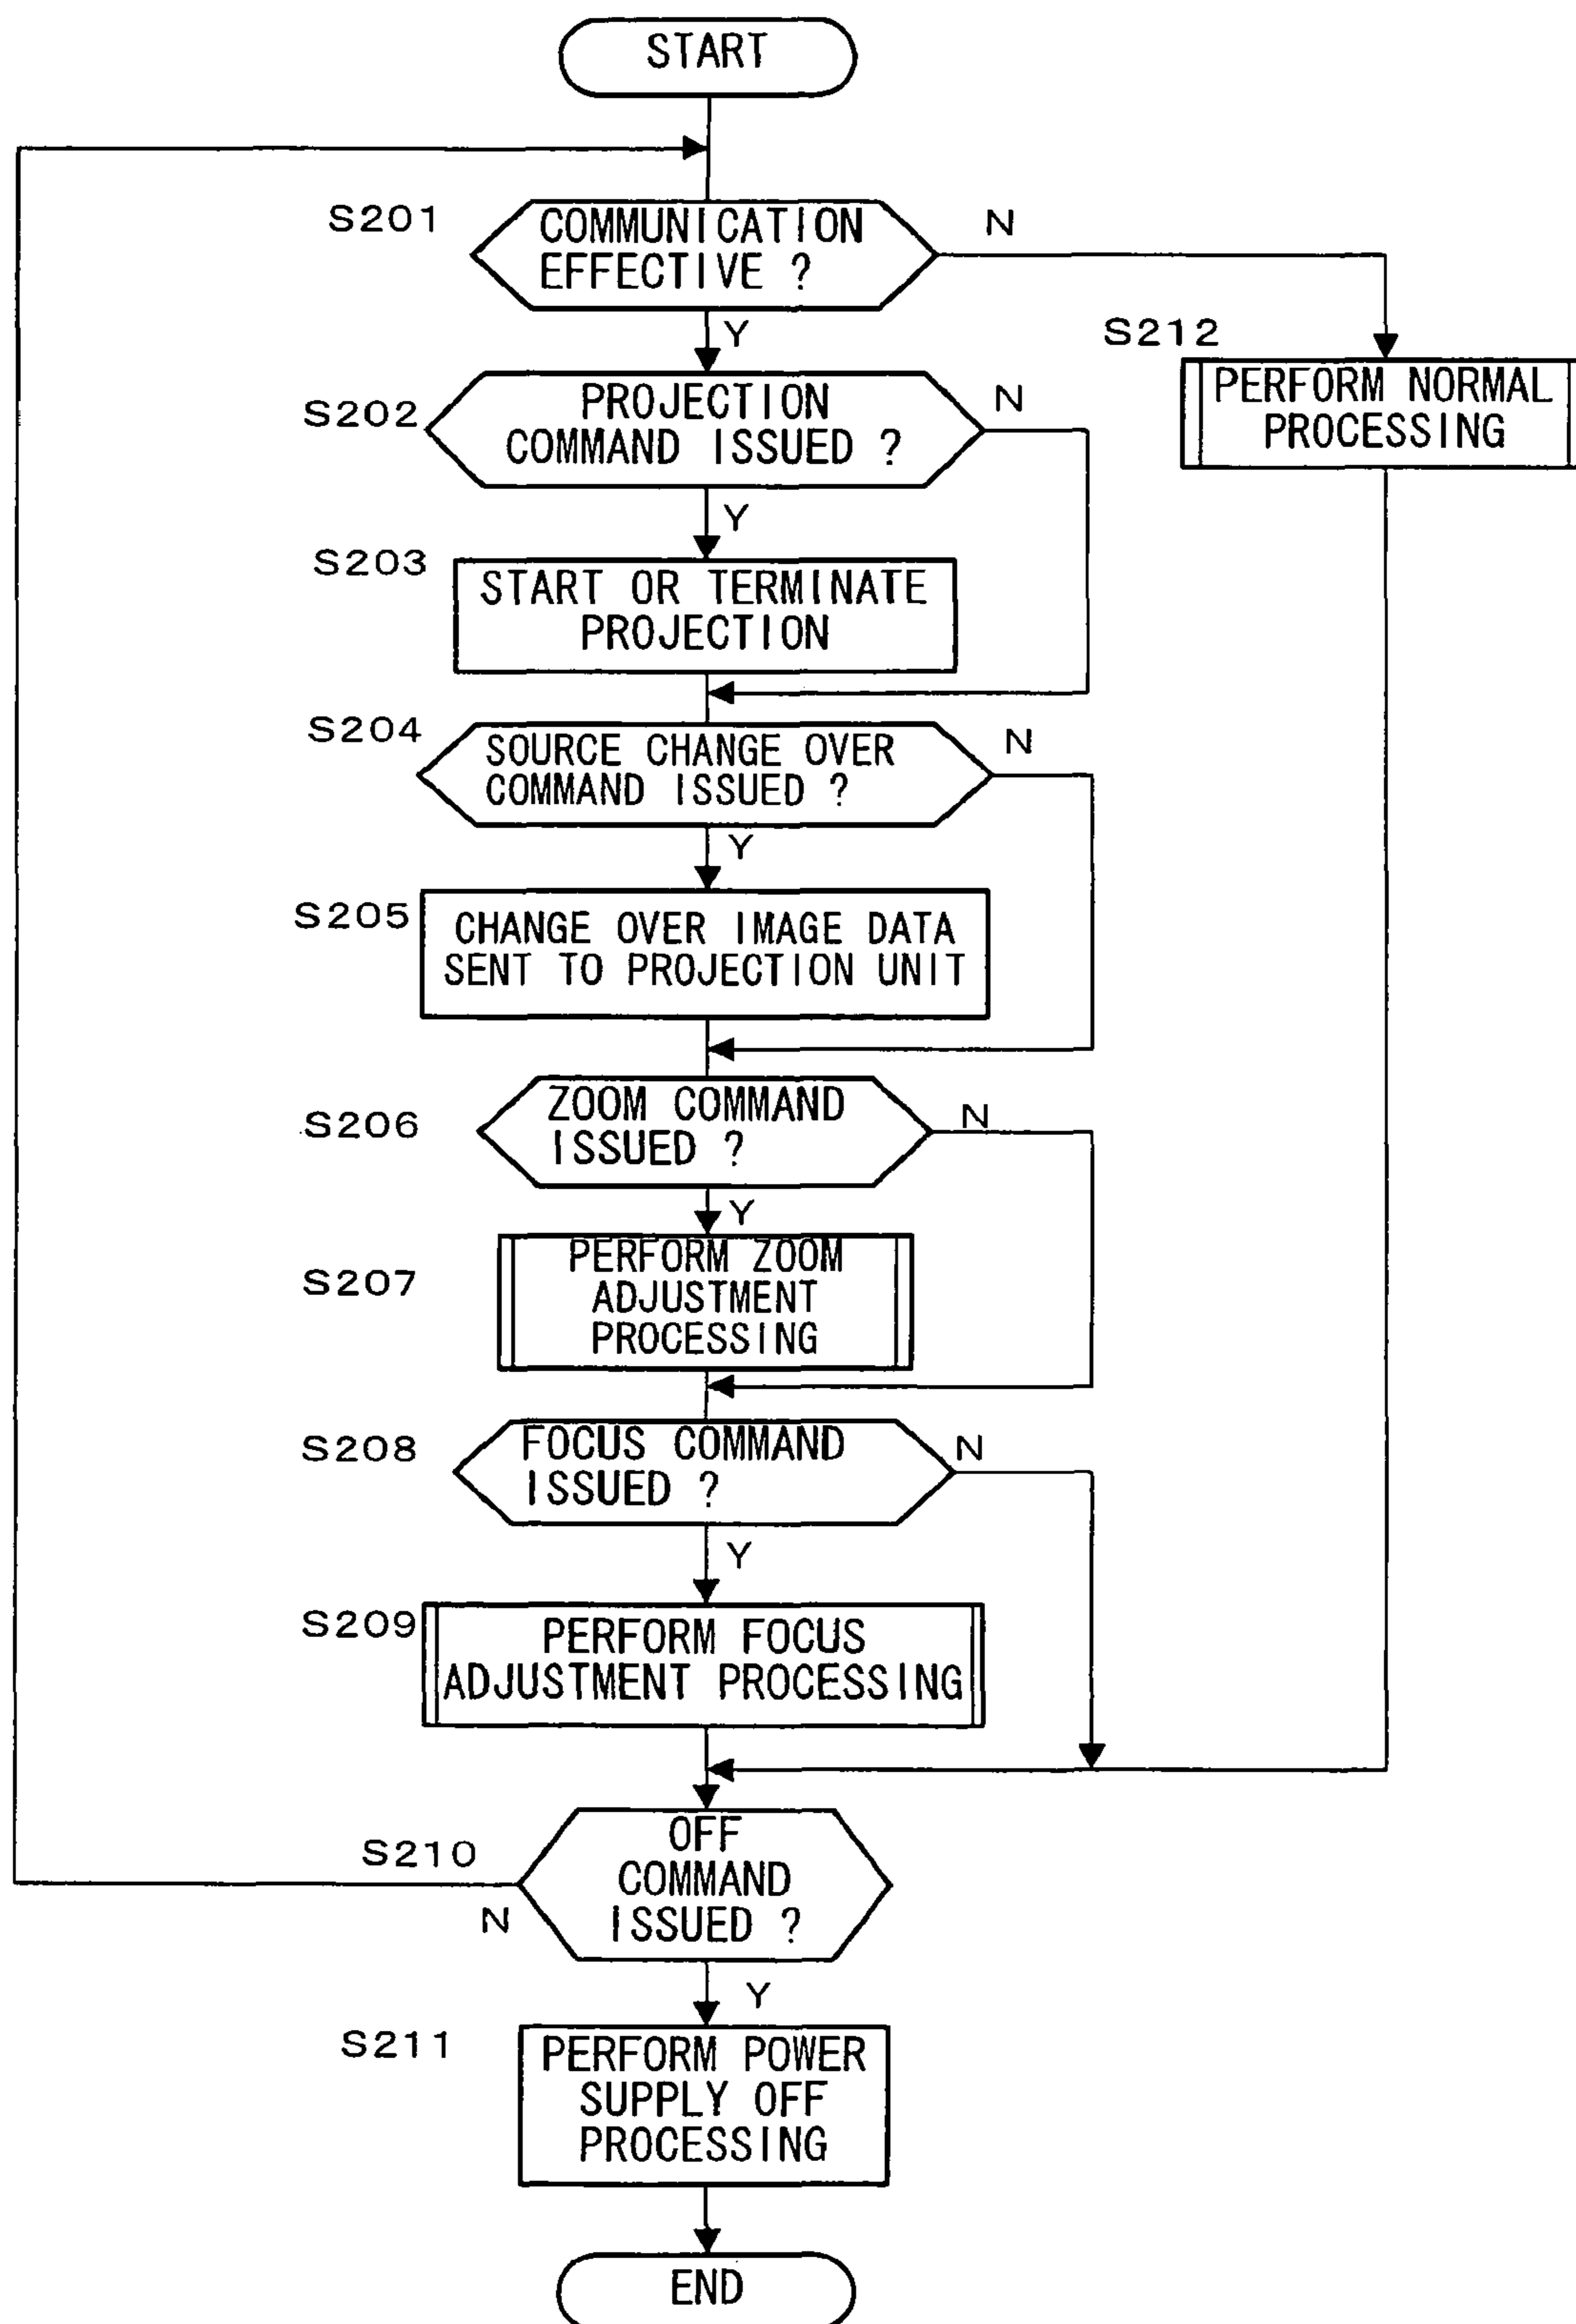 START
S201
COMMUNICATION
EFFECTIVE ?
N
Y
S212
PERFORM NORMAL
PROCESSING
S202
PROJECTION
COMMAND ISSUED ?
N
Y
S203
START OR TERMINATE
PROJECTION
S204
SOURCE CHANGE OVER
COMMAND ISSUED ?
N
Y
S205
CHANGE OVER IMAGE DATA
SENT TO PROJECTION UNIT
S206
ZOOM COMMAND
ISSUED ?
N
Y
S207
PERFORM ZOOM
ADJUSTMENT
PROCESSING
S208
FOCUS COMMAND
ISSUED ?
N
Y
S209
PERFORM FOCUS
ADJUSTMENT PROCESSING
S210
OFF
COMMAND
ISSUED ?
N
Y
S211
PERFORM POWER
SUPPLY OFF
PROCESSING
END